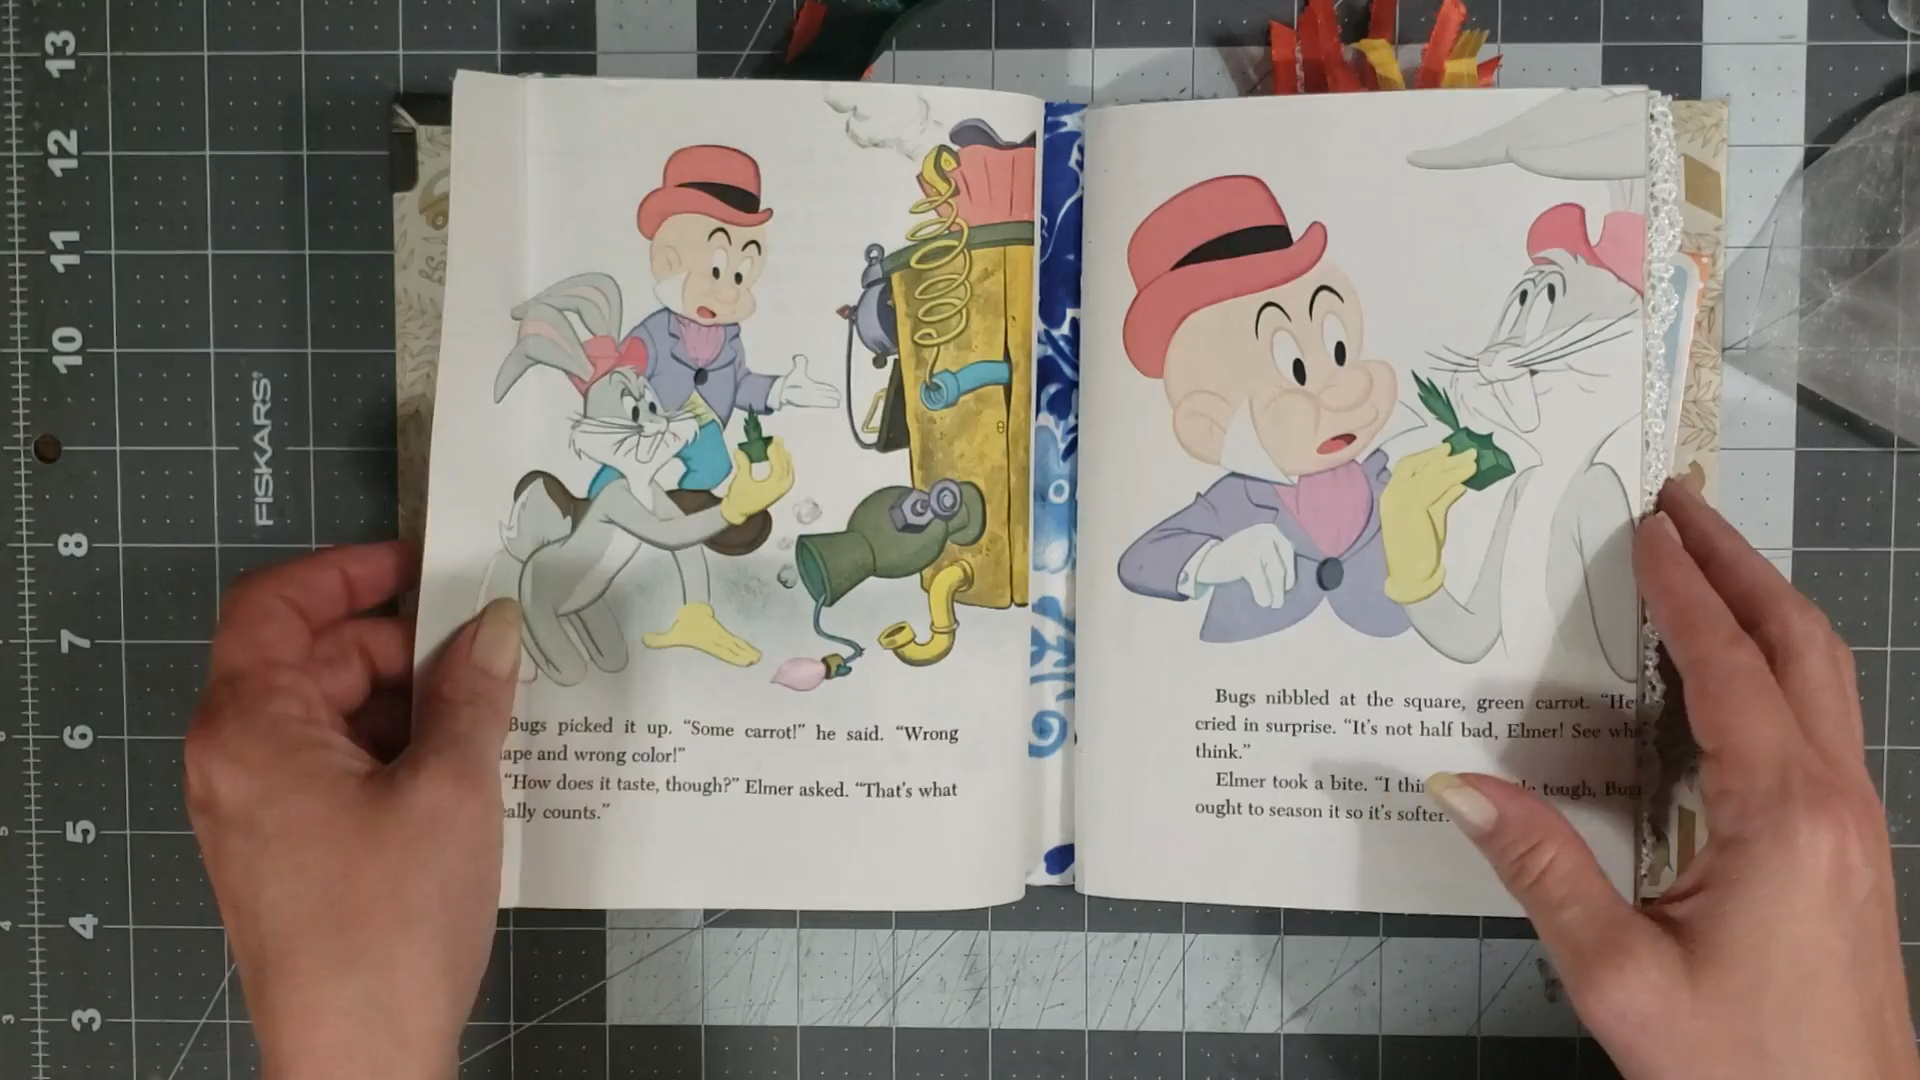 13
12
11
10
8
7
6
5
4
3
FISKARS
Bugs picked it up. “Some carrot!” he said. “Wrong
ape and wrong color!”
“How does it taste, though?” Elmer asked. “That’s what
ally counts.”
Bugs nibbled at the square, green carrot. “He
cried in surprise. “It’s not half bad, Elmer! See
think.”
Elmer took a bite. “I tough,
ought to season it so it’s softer.